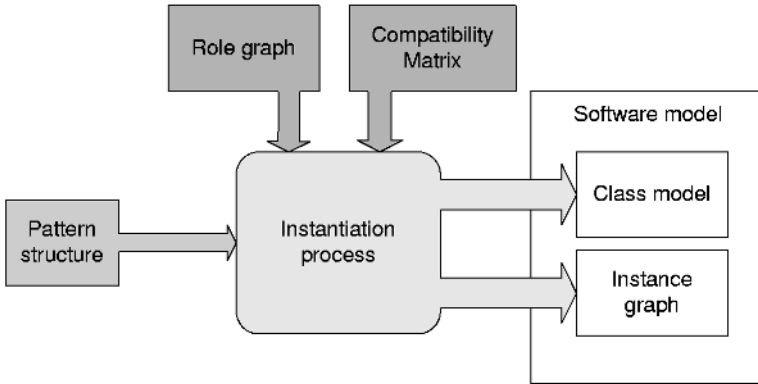 Role graph
Compatibility
Matrix
Software model
Class model
Pattern
structure
Instantiation
process
Instance
graph